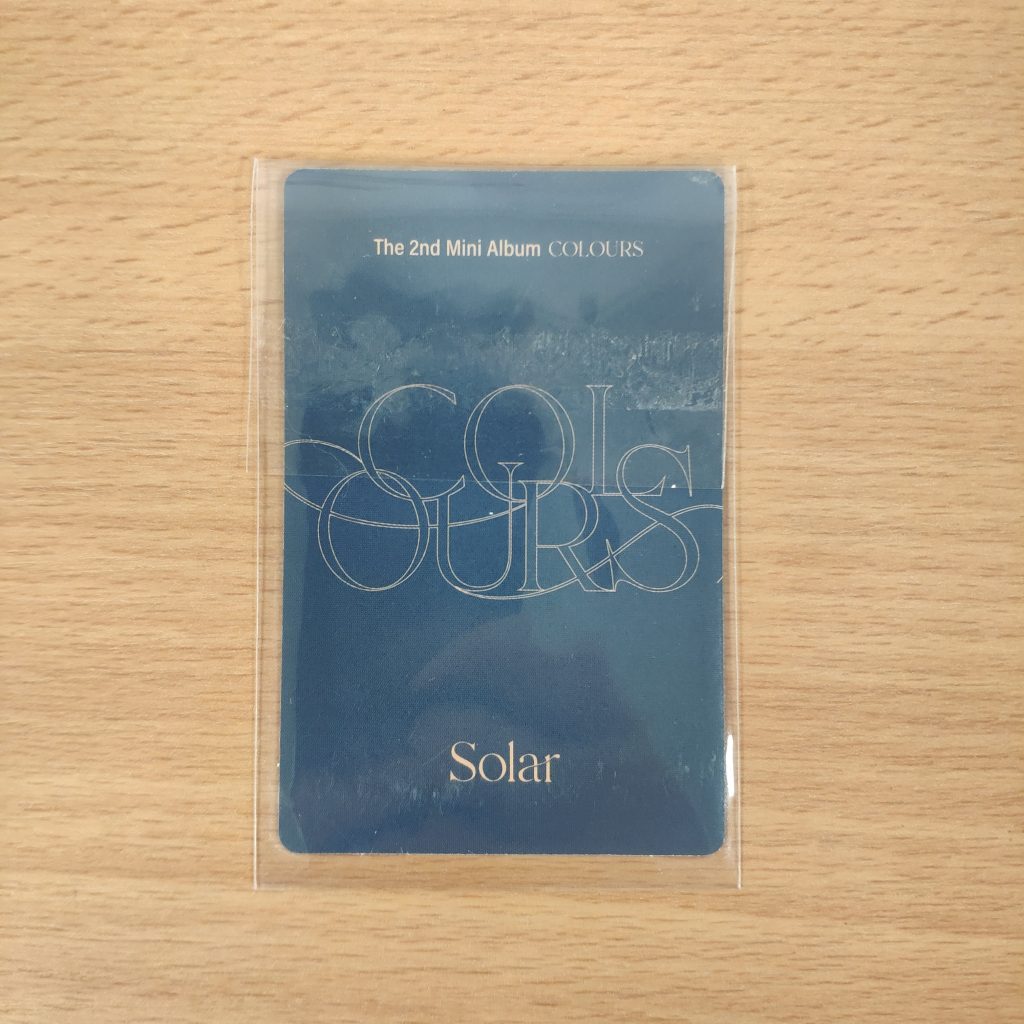 The 2nd Mini Album COLOURS
COL
OURS
Solar